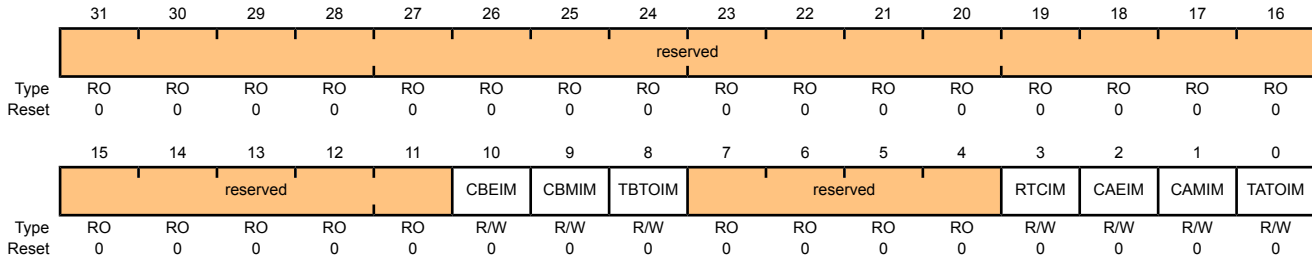 31 30 29 28 27 26 25 24 23 22 21 20 19 18 17 16
reserved
Type RO RO RO RO RO RO RO RO RO RO RO RO RO RO RO RO
Reset 0 0 0 0 0 0 0 0 0 0 0 0 0 0 0 0
15 14 13 12 11 10 9 8 7 6 5 4 3 2 1 0
reserved CBEIM CBMIM TBTOIM reserved RTCIM CAEIM CAMIM TATOIM
Type RO RO RO RO RO R/W R/W R/W RO RO RO RO R/W R/W R/W R/W
Reset 0 0 0 0 0 0 0 0 0 0 0 0 0 0 0 0